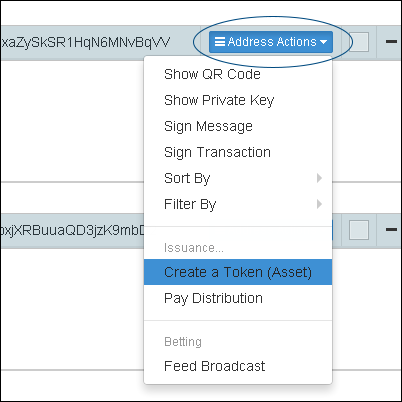 xaZySkSR1HqN6MNvBqVV Address Actions
Show QR Code
Show Private Key
Sign Message
Sign Transaction
Sort By
Filter By
oxjXRBuuaQD3jzK9mbD
Issuance...
Create a Token (Asset)
Pay Distribution
Betting
Feed Broadcast